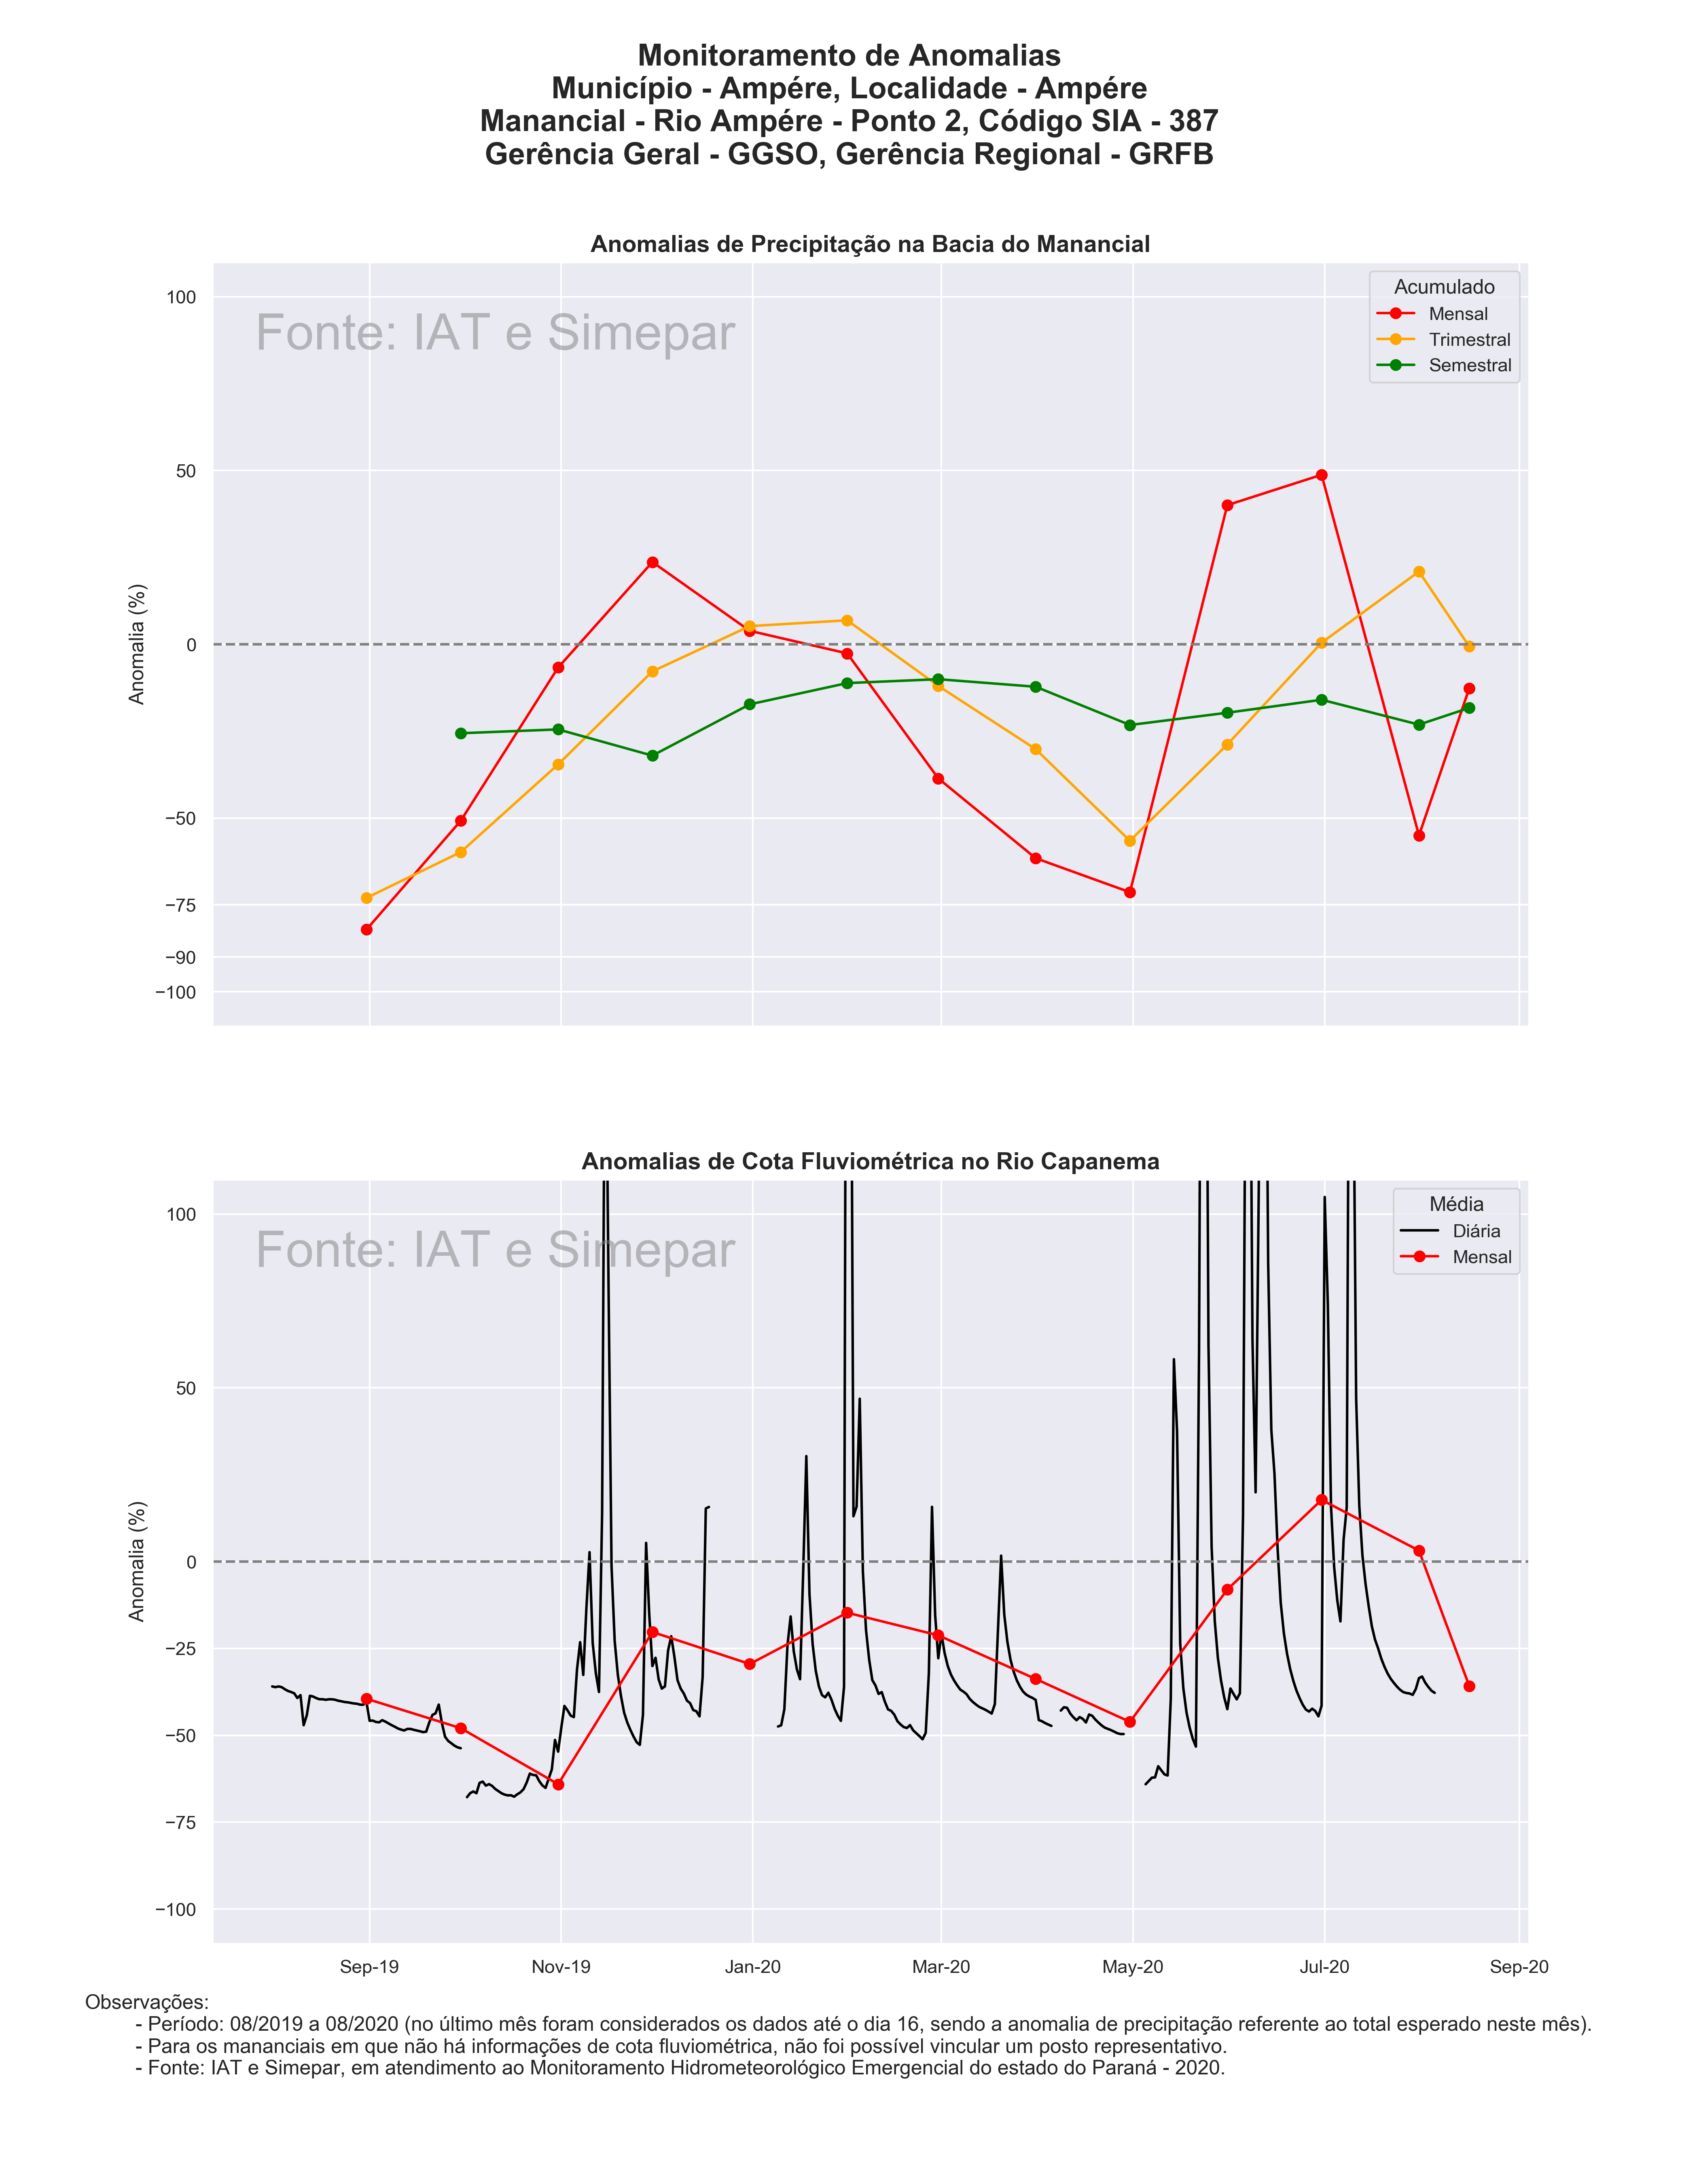 Monitoramento de Anomalias
Município - Ampére, Localidade - Ampére
Manancial - Rio Ampére - Ponto 2, Código SIA - 387
Gerência Geral - GGSO, Gerência Regional - GRFB
Anomalias de Precipitação na Bacia do Manancial
Fonte: IAT e Simepar
Acumulado
Mensal
Trimestral
Semestral
Anomalia (%)
100
50
0
−50
−75
−90
−100
Anomalias de Cota Fluviométrica no Rio Capanema
Fonte: IAT e Simepar
Média
Diária
Mensal
Anomalia (%)
100
50
0
−25
−50
−75
−100
Sep-19 Nov-19 Jan-20 Mar-20 May-20 Jul-20 Sep-20
Observações:
- Período: 08/2019 a 08/2020 (no último mês foram considerados os dados até o dia 16, sendo a anomalia de precipitação referente ao total esperado neste mês).
- Para os mananciais em que não há informações de cota fluviométrica, não foi possível vincular um posto representativo.
- Fonte: IAT e Simepar, em atendimento ao Monitoramento Hidrometeorológico Emergencial do estado do Paraná - 2020.